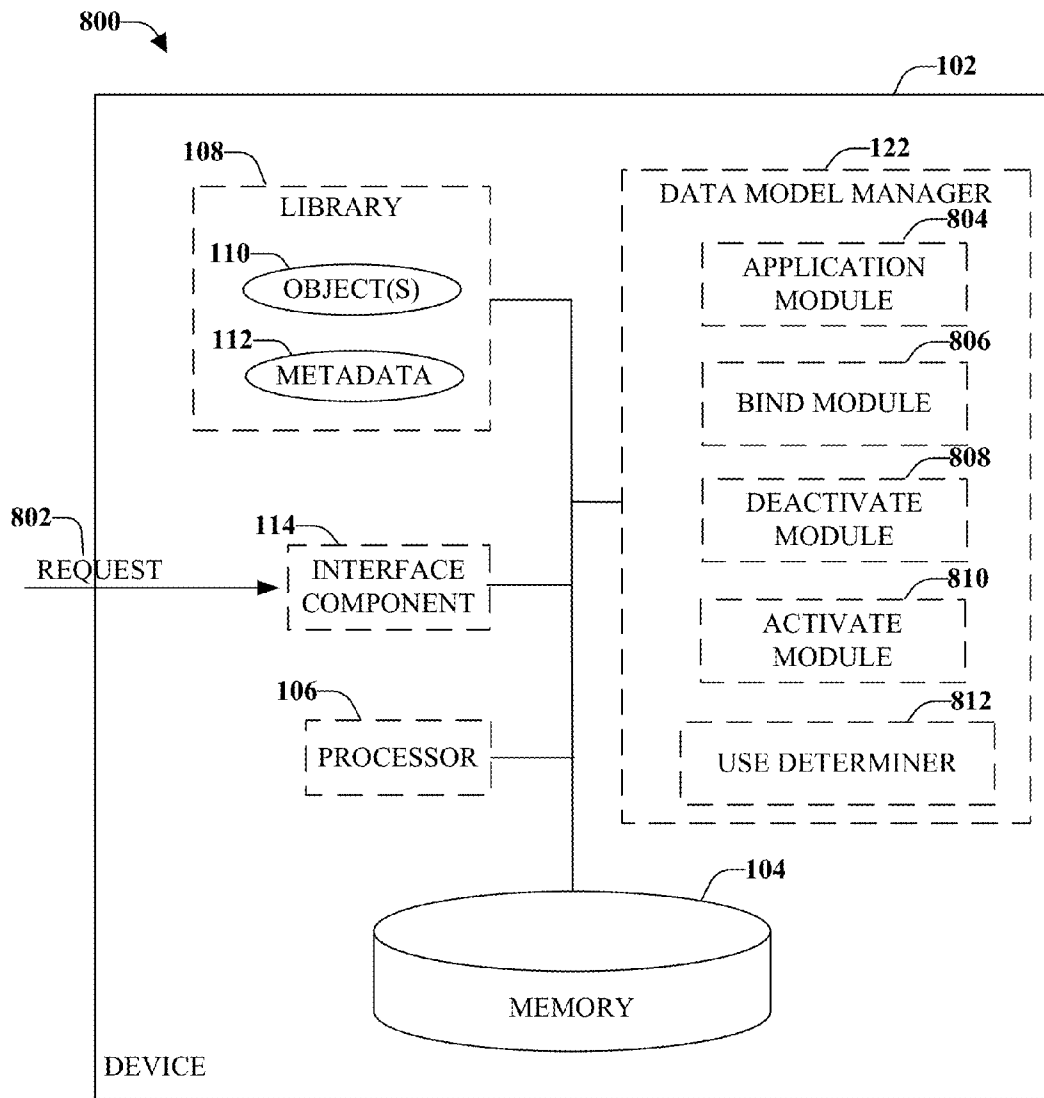 800
102
108
LIBRARY
110
OBJECT(S)
112
METADATA
122
DATA MODEL MANAGER
804
APPLICATION
MODULE
806
BIND MODULE
808
DEACTIVATE
MODULE
810
ACTIVATE
MODULE
812
USE DETERMINER
802
REQUEST
114
INTERFACE
COMPONENT
106
PROCESSOR
104
MEMORY
DEVICE